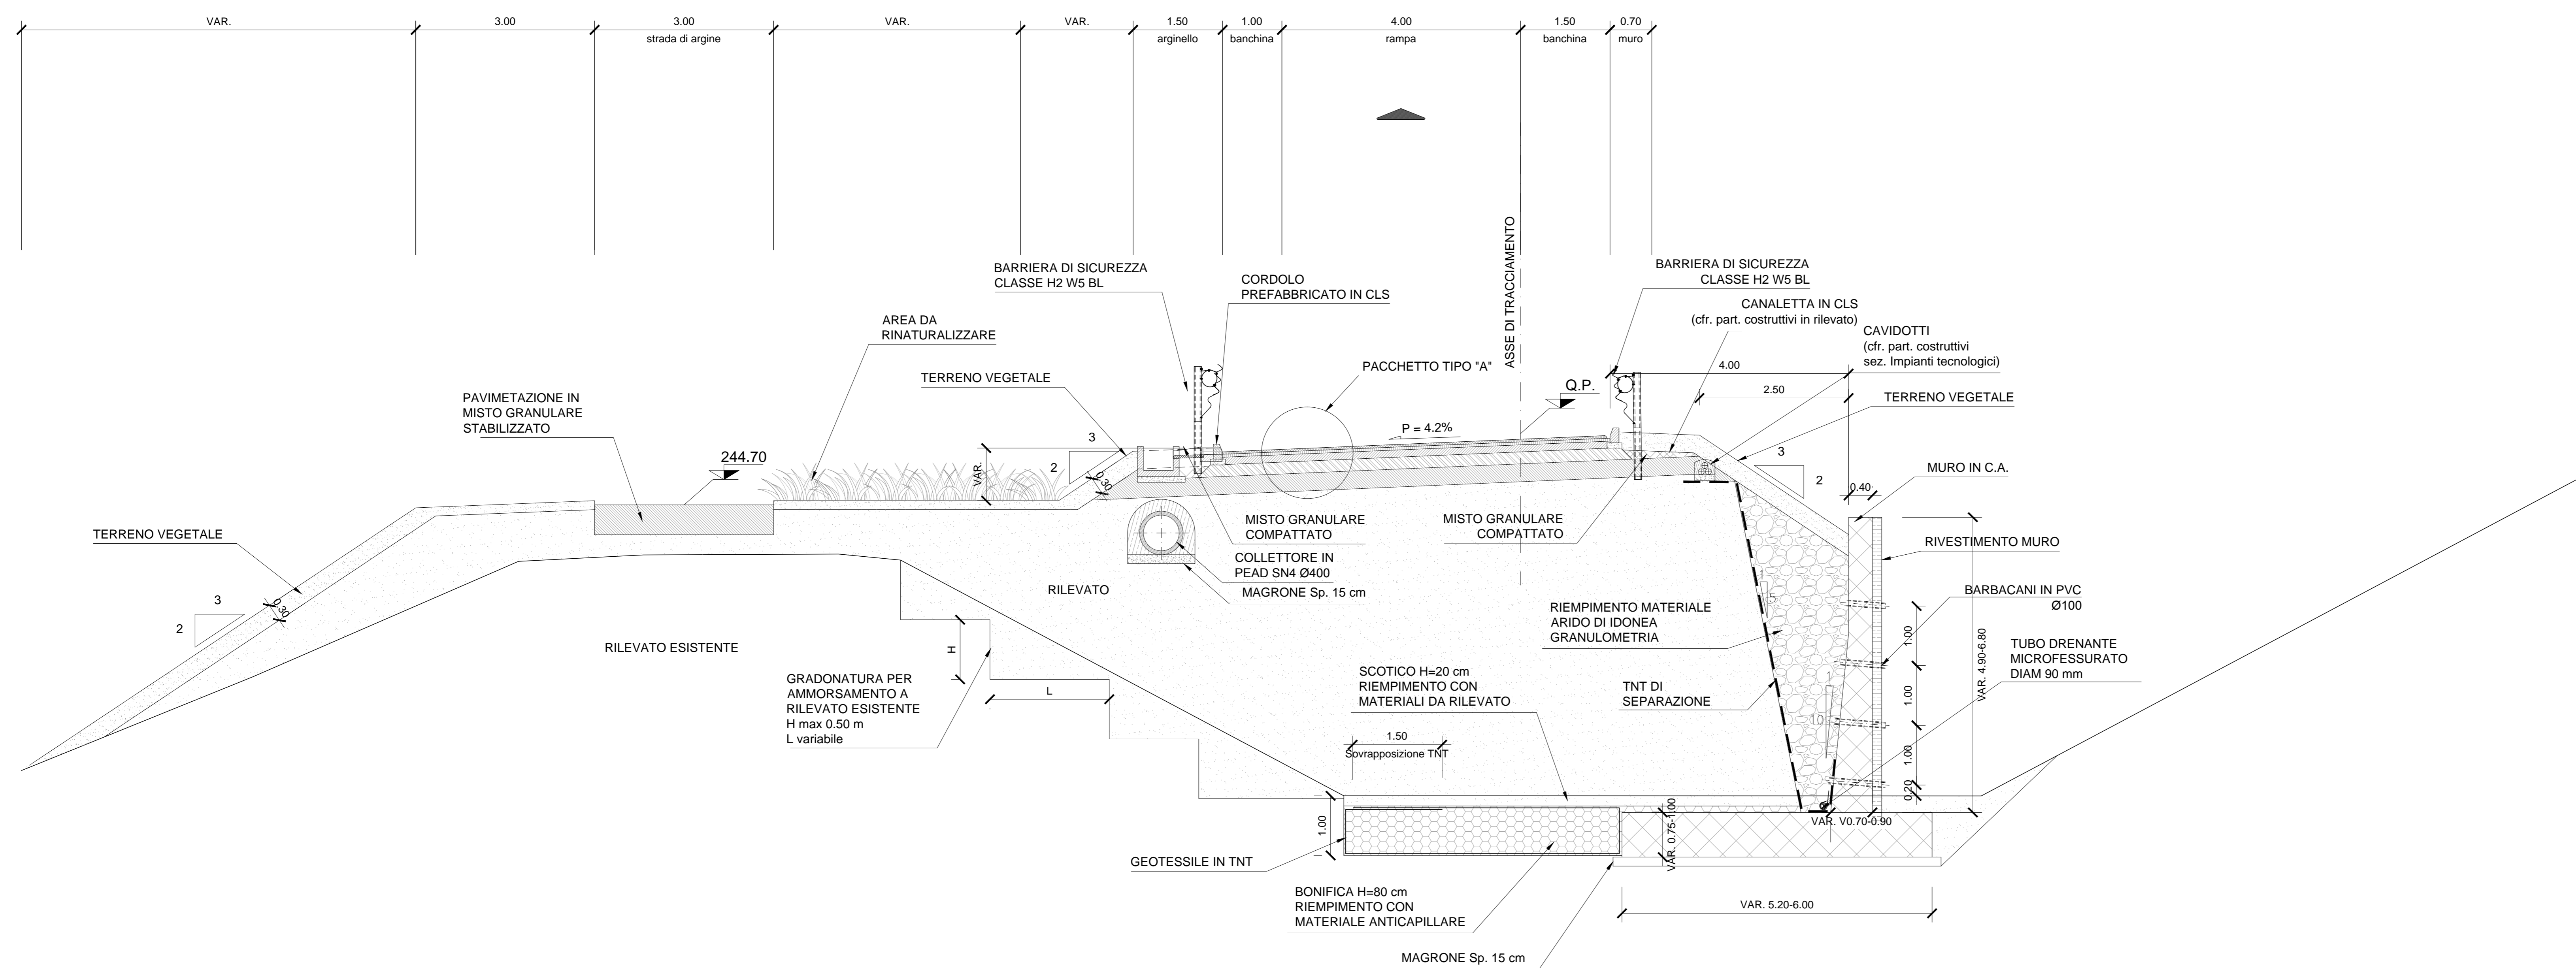 VAR.
3.00
3.00
VAR.
VAR.
1.50
1.00
4.00
1.50
0.70
strada di argine
arginello
banchina
rampa
banchina
muro
ASSE DI TRACCIAMENTO
BARRIERA DI SICUREZZA
CLASSE H2 W5 BL
CORDOLO
PREFABBRICATO IN CLS
BARRIERA DI SICUREZZA
CLASSE H2 W5 BL
CANALETTA IN CLS
(cfr. part. costruttivi in rilevato)
CAVIDOTTI
(cfr. part. costruttivi
sez. Impianti tecnologici)
AREA DA
RINATURALIZZARE
TERRENO VEGETALE
PACCHETTO TIPO "A"
4.00
Q.P.
2.50
TERRENO VEGETALE
PAVIMETAZIONE IN
MISTO GRANULARE
STABILIZZATO
P = 4.2%
3
2
VAR.
0.30
244.70
3
2
MURO IN C.A.
0.40
TERRENO VEGETALE
MISTO GRANULARE
COMPATTATO
MISTO GRANULARE
COMPATTATO
RIVESTIMENTO MURO
COLLETTORE IN
PEAD SN4 Ø400
MAGRONE Sp. 15 cm
RILEVATO
1
5
BARBACANI IN PVC
Ø100
3
2
0.30
RIEMPIMENTO MATERIALE
ARIDO DI IDONEA
GRANULOMETRIA
1.00
VAR. 4.90-6.80
TUBO DRENANTE
MICROFESSURATO
DIAM 90 mm
RILEVATO ESISTENTE
H
L
GRADONATURA PER
AMMORSAMENTO A
RILEVATO ESISTENTE
H max 0.50 m
L variabile
SCOTICO H=20 cm
RIEMPIMENTO CON
MATERIALI DA RILEVATO
TNT DI
SEPARAZIONE
1
10
1.00
1.50
Sovrapposizione TNT
1.00
0.20
1.00
VAR. 0.75-1.00
VAR. V0.70-0.90
GEOTESSILE IN TNT
BONIFICA H=80 cm
RIEMPIMENTO CON
MATERIALE ANTICAPILLARE
VAR. 5.20-6.00
MAGRONE Sp. 15 cm